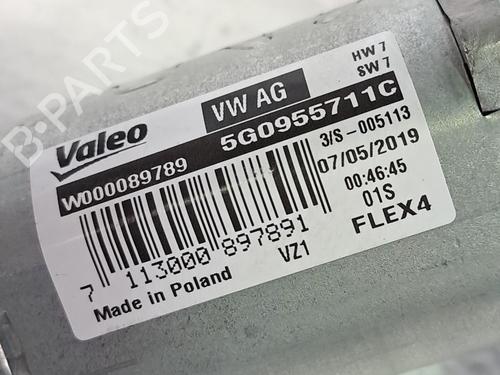 B-PARTS
Valeo
VW AG
HW 7
SW 7
W000089789
5G0955711C
3/S-005113
07/05/2019
00:46:45
01S
FLEX4
7 113000 897891
VZ1
Made in Poland